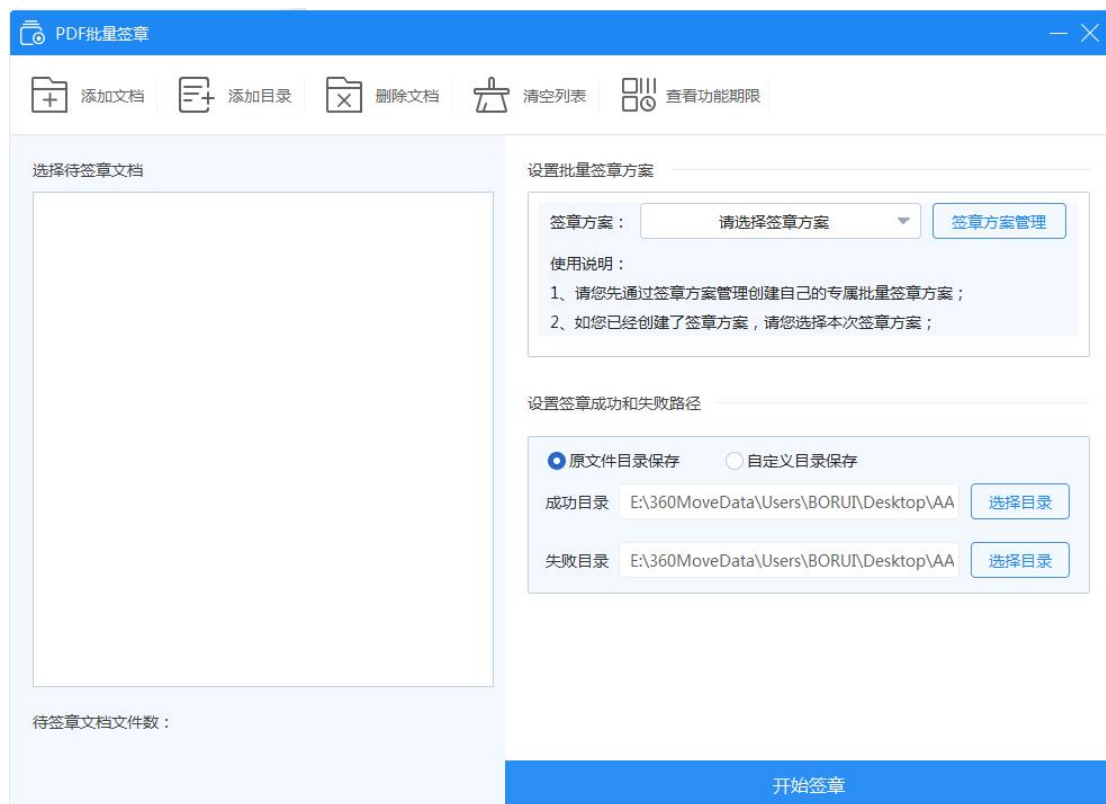 PDF批量签章
添加文档 添加目录 删除文档 清空列表 查看功能期限
选择待签章文档
待签章文档文件数：
设置批量签章方案
签章方案： 请选择签章方案 签章方案管理
使用说明：
1、请您先通过签章方案管理创建自己的专属批量签章方案；
2、如您已经创建了签章方案，请您选择本次签章方案；
设置签章成功和失败路径
原文件目录保存 自定义目录保存
成功目录 E:\360MoveData\Users\BORUI\Desktop\AA 选择目录
失败目录 E:\360MoveData\Users\BORUI\Desktop\AA 选择目录
开始签章